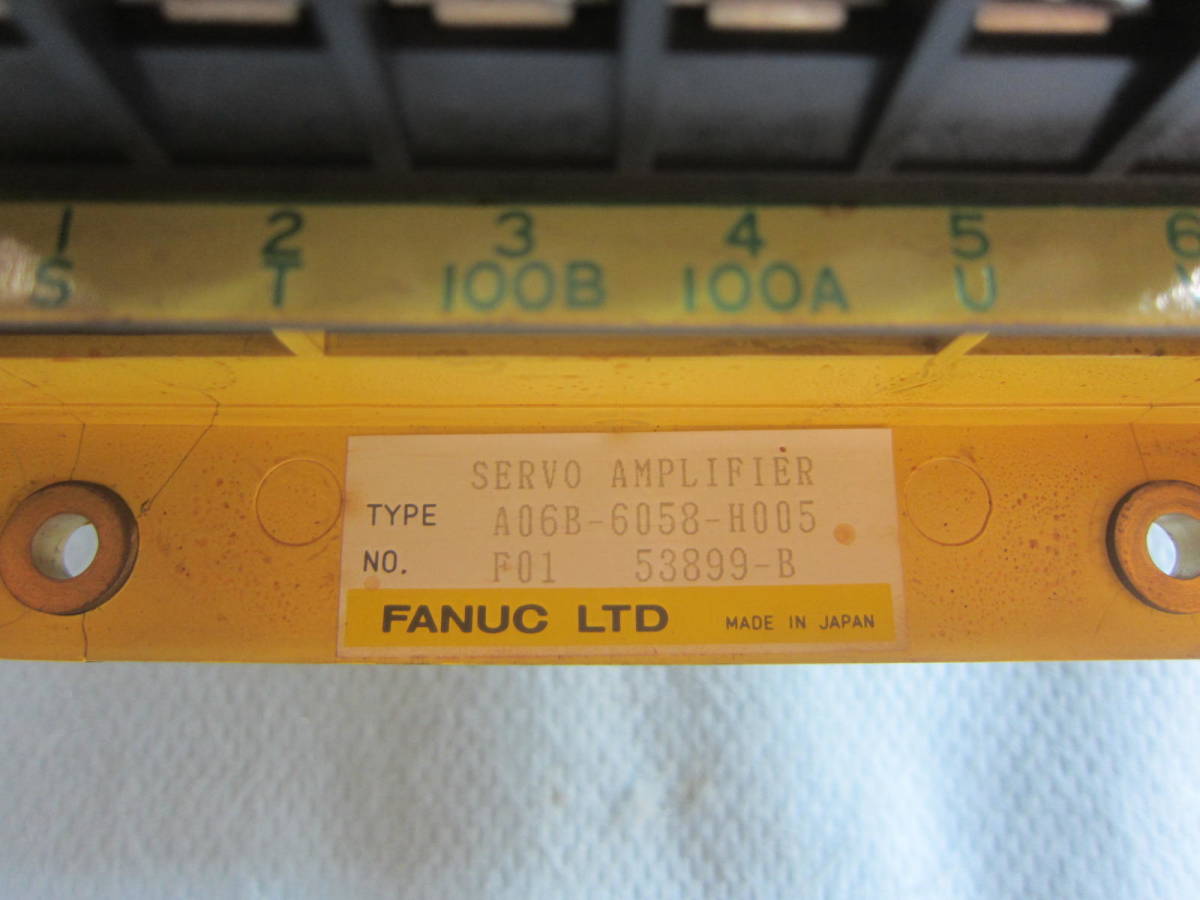 1 2 3 4 5 6
S T 100B 100A U
SERVO AMPLIFIER
TYPE A06B-6058-H005
NO. F01 53899-B
FANUC LTD MADE IN JAPAN